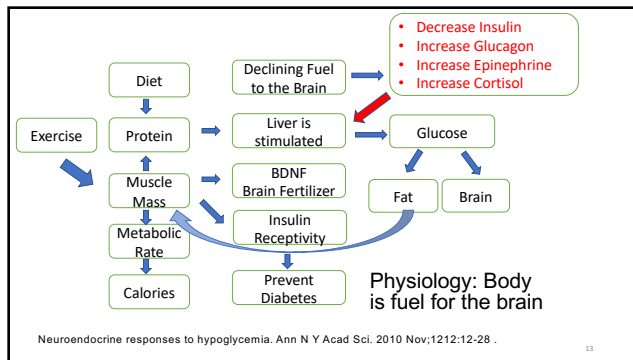 • Decrease Insulin
• Increase Glucagon
• Increase Epinephrine
• Increase Cortisol
Declining Fuel
to the Brain
Diet
Exercise
Protein
Liver is
stimulated
Glucose
Muscle
Mass
BDNF
Brain Fertilizer
Fat
Brain
Insulin
Receptivity
Metabolic
Rate
Prevent
Diabetes
Calories
Physiology: Body
is fuel for the brain
Neuroendocrine responses to hypoglycemia. Ann N Y Acad Sci. 2010 Nov;1212:12-28 .
13